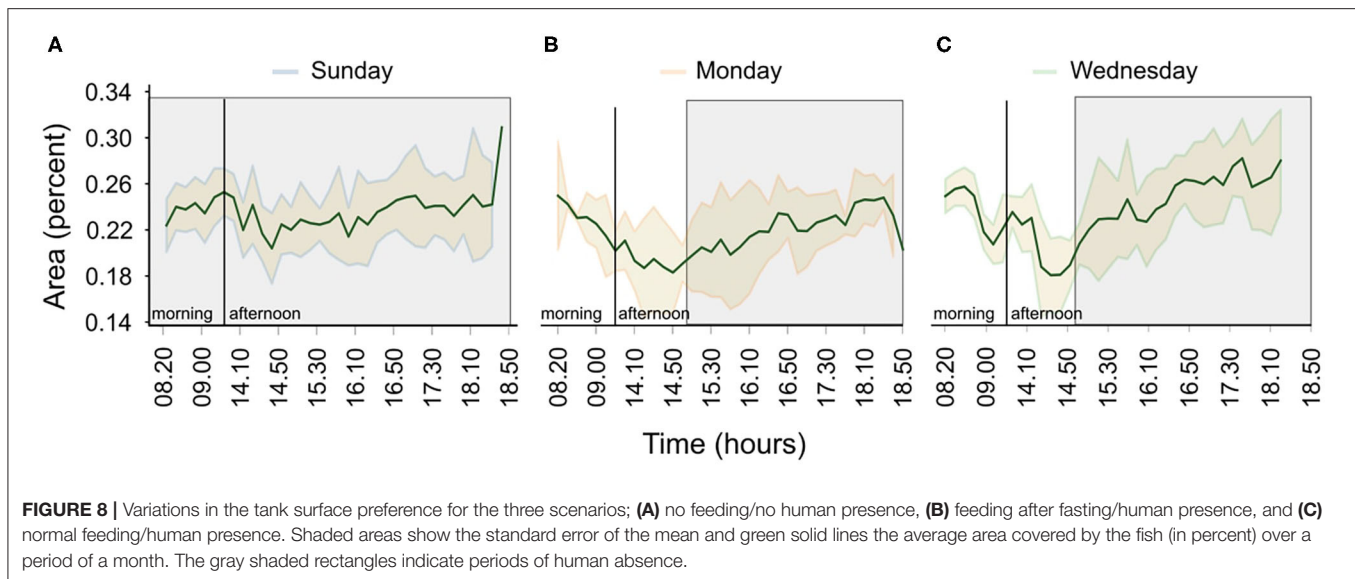 A
B
C
Sunday
Monday
Wednesday
Area (percent)
0.34
0.30
0.26
0.22
0.18
0.14
morning afternoon
morning afternoon
morning afternoon
08.20 09.00 14.10 14.50 15.30 16.10 16.50 17.30 18.10 18.50
08.20 09.00 14.10 14.50 15.30 16.10 16.50 17.30 18.10 18.50
08.20 09.00 14.10 14.50 15.30 16.10 16.50 17.30 18.10 18.50
Time (hours)
FIGURE 8 | Variations in the tank surface preference for the three scenarios; (A) no feeding/no human presence, (B) feeding after fasting/human presence, and (C)
normal feeding/human presence. Shaded areas show the standard error of the mean and green solid lines the average area covered by the fish (in percent) over a
period of a month. The gray shaded rectangles indicate periods of human absence.